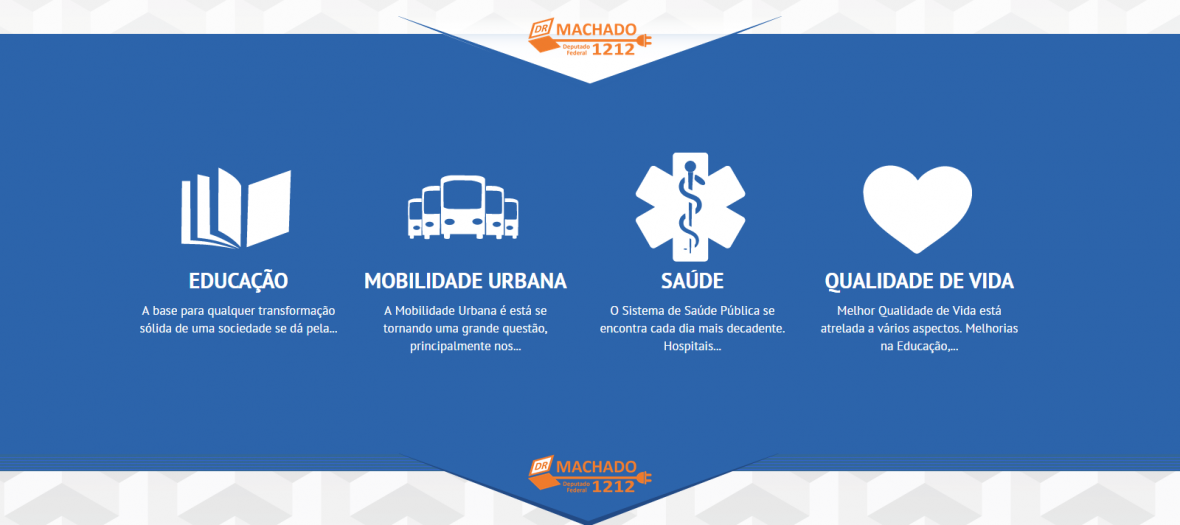 DR MACHADO
Deputado
Federal 1212
EDUCAÇÃO
A base para qualquer transformação
sólida de uma sociedade se dá pela...
MOBILIDADE URBANA
A Mobilidade Urbana é está se
tornando uma grande questão,
principalmente nos...
SAÚDE
O Sistema de Saúde Pública se
encontra cada dia mais decadente.
Hospitais...
QUALIDADE DE VIDA
Melhor Qualidade de Vida está
atrelada a vários aspectos. Melhorias
na Educação,...
DR MACHADO
Deputado
Federal 1212